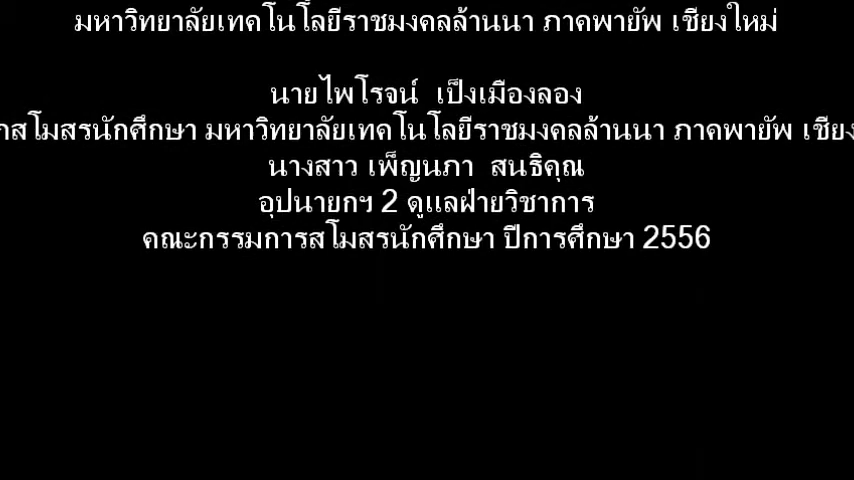 มหาวิทยาลัยเทคโนโลยีราชมงคลล้านนา ภาคพายัพ เชียงใหม่
นายไพโรจน์ เป็งเมืองลอง
กสโมสรนักศึกษา มหาวิทยาลัยเทคโนโลยีราชมงคลล้านนา ภาคพายัพ เชียง
นางสาว เพ็ญนภา สนธิคุณ
อุปนายกฯ 2 ดูแลฝ่ายวิชาการ
คณะกรรมการสโมสรนักศึกษา ปีการศึกษา 2556